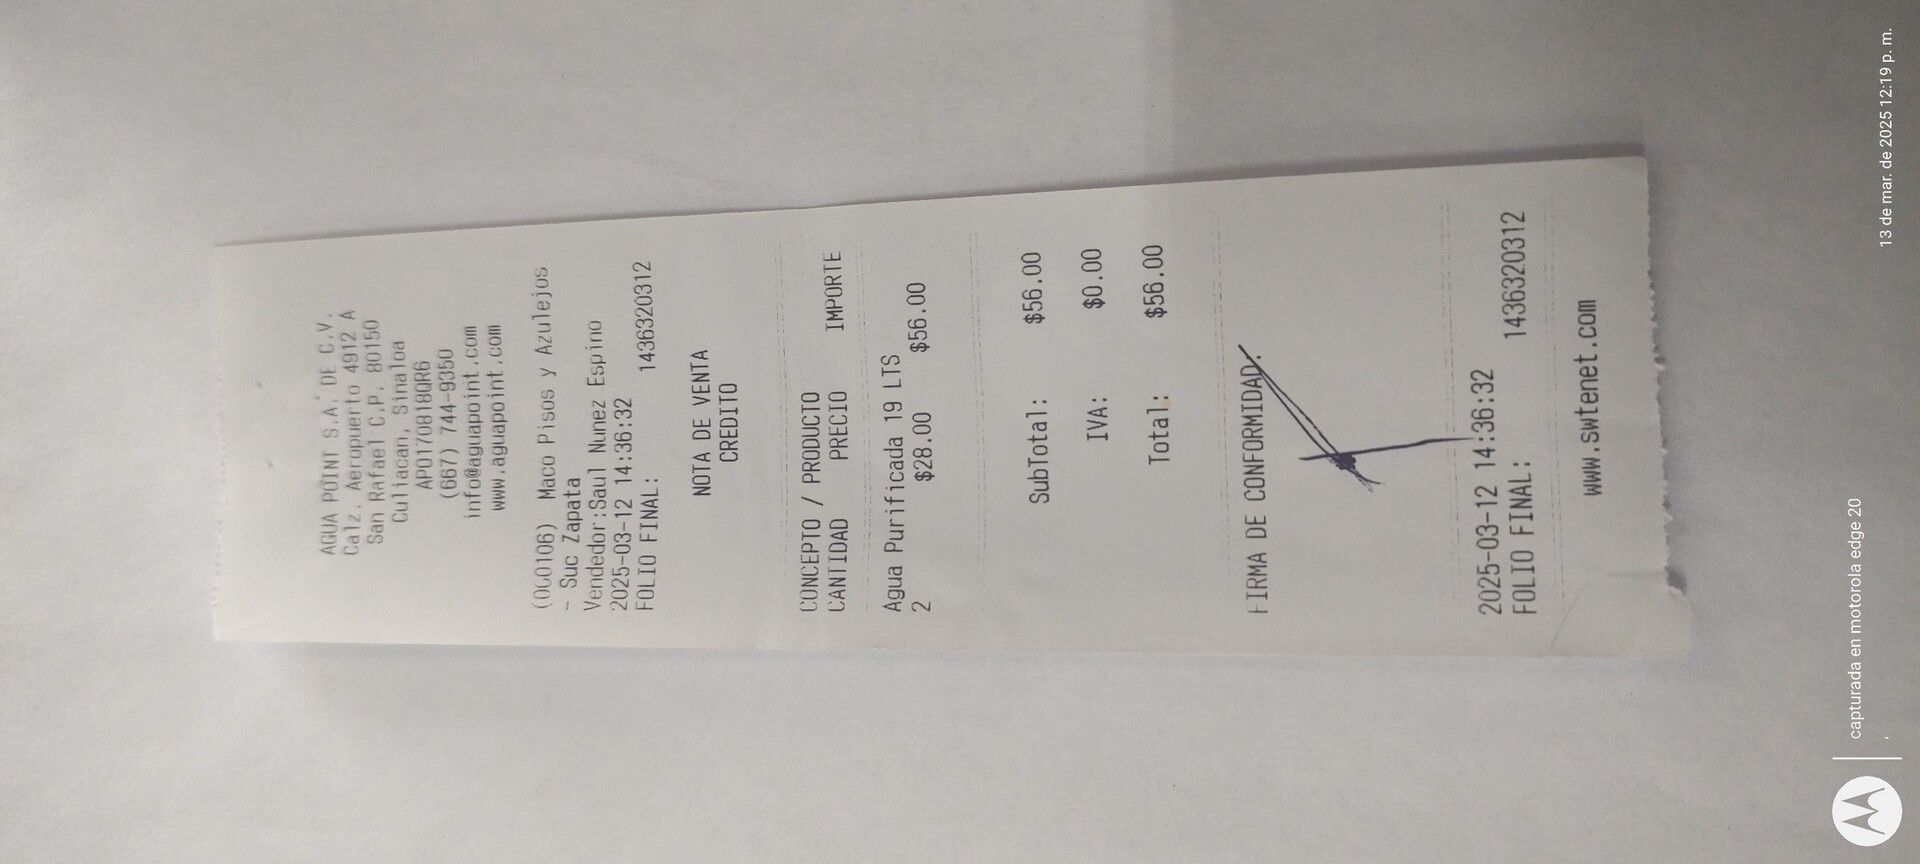 AGUA POINT S.A. DE C.V.
Calz. Aeropuerto 4912 A
San Rafael C.P. 80150
Culiacan, Sinaloa
APO170818QR6
(667) 744-9350
info@aguapoint.com
www.aguapoint.com
(000106) Maco Pisos y Azulejos
- Suc Zapata
Vendedor:Saul Nunez Espino
2025-03-12 14:36:32
FOLIO FINAL: 1436320312
NOTA DE VENTA
CREDITO
CONCEPTO / PRODUCTO
CANTIDAD PRECIO IMPORTE
Agua Purificada 19 LTS
2 $28.00 $56.00
SubTotal: $56.00
IVA: $0.00
Total: $56.00
FIRMA DE CONFORMIDAD.
2025-03-12 14:36:32
FOLIO FINAL: 1436320312
www.swtenet.com
capturada en motorola edge 20
,
13 de mar. de 2025 12:19 p. m.